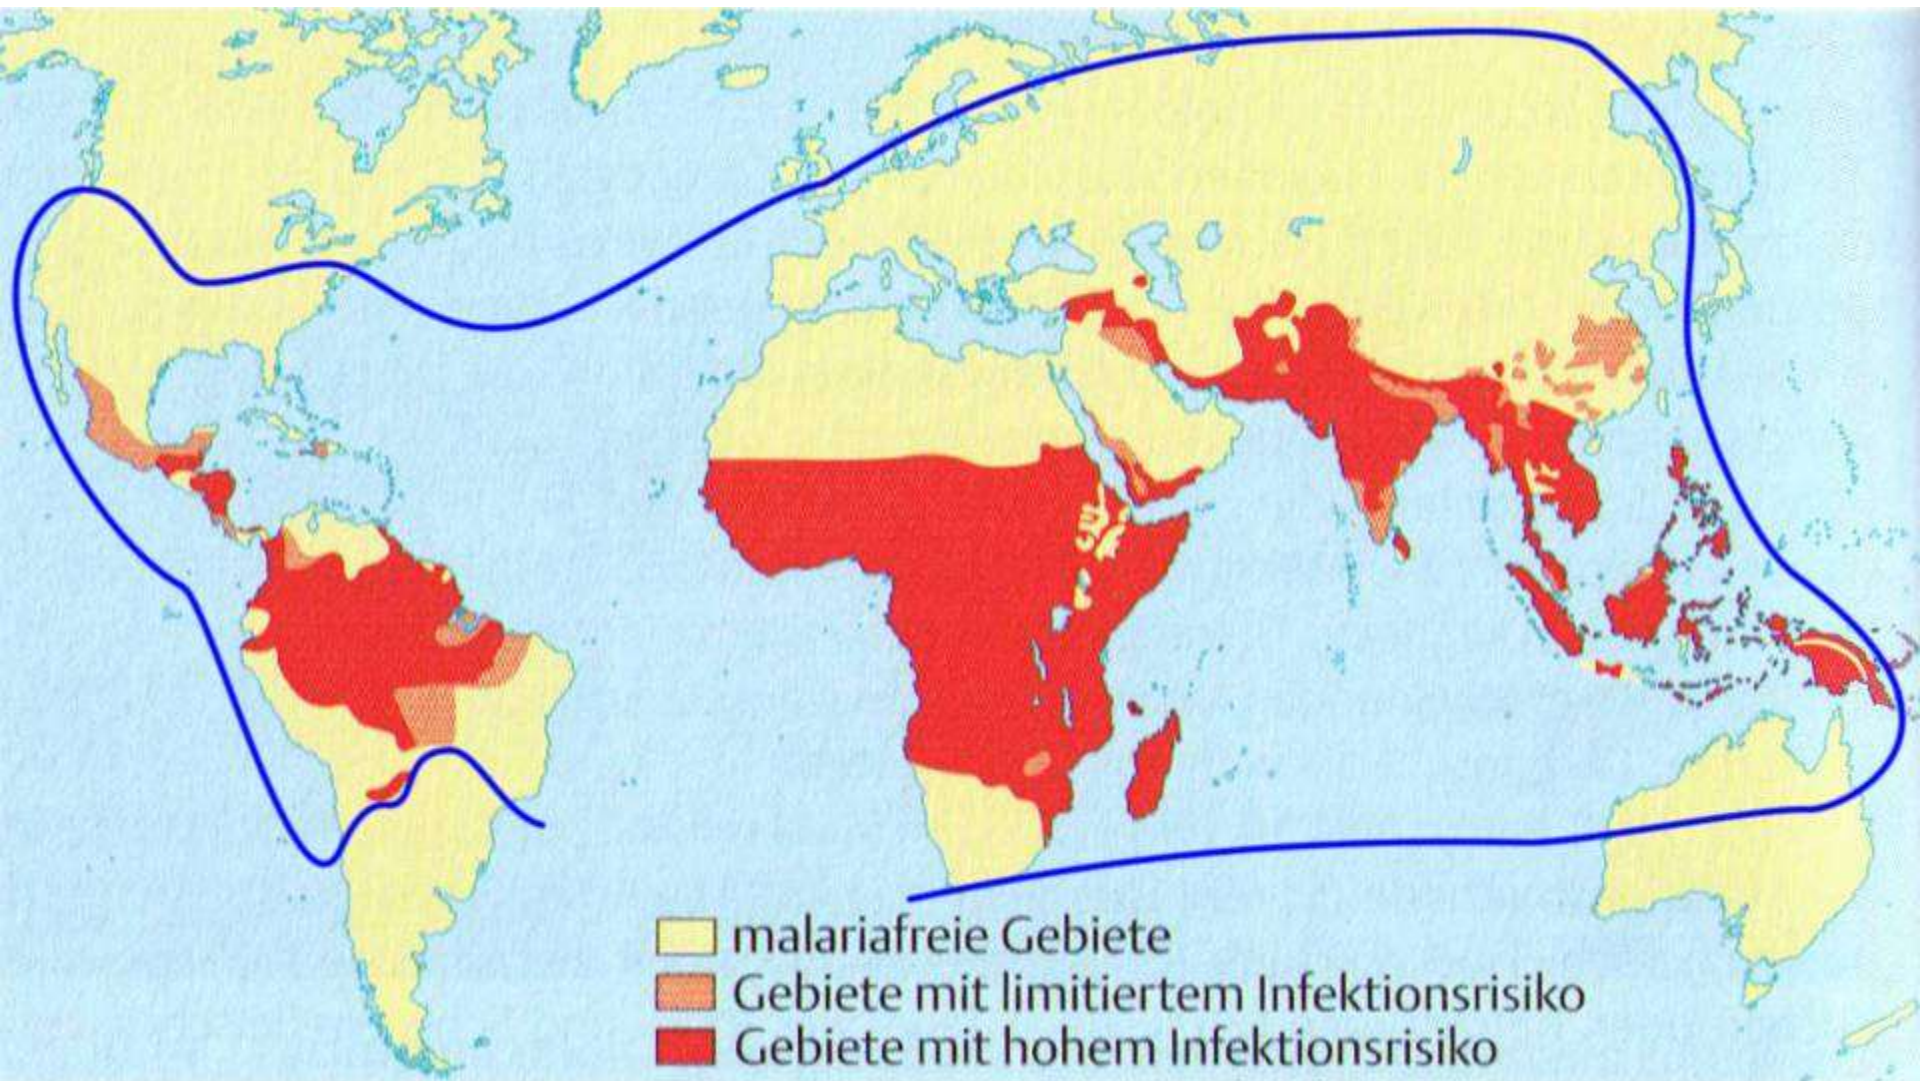 malariafreie Gebiete
Gebiete mit limitiertem Infektionsrisiko
Gebiete mit hohem Infektionsrisiko